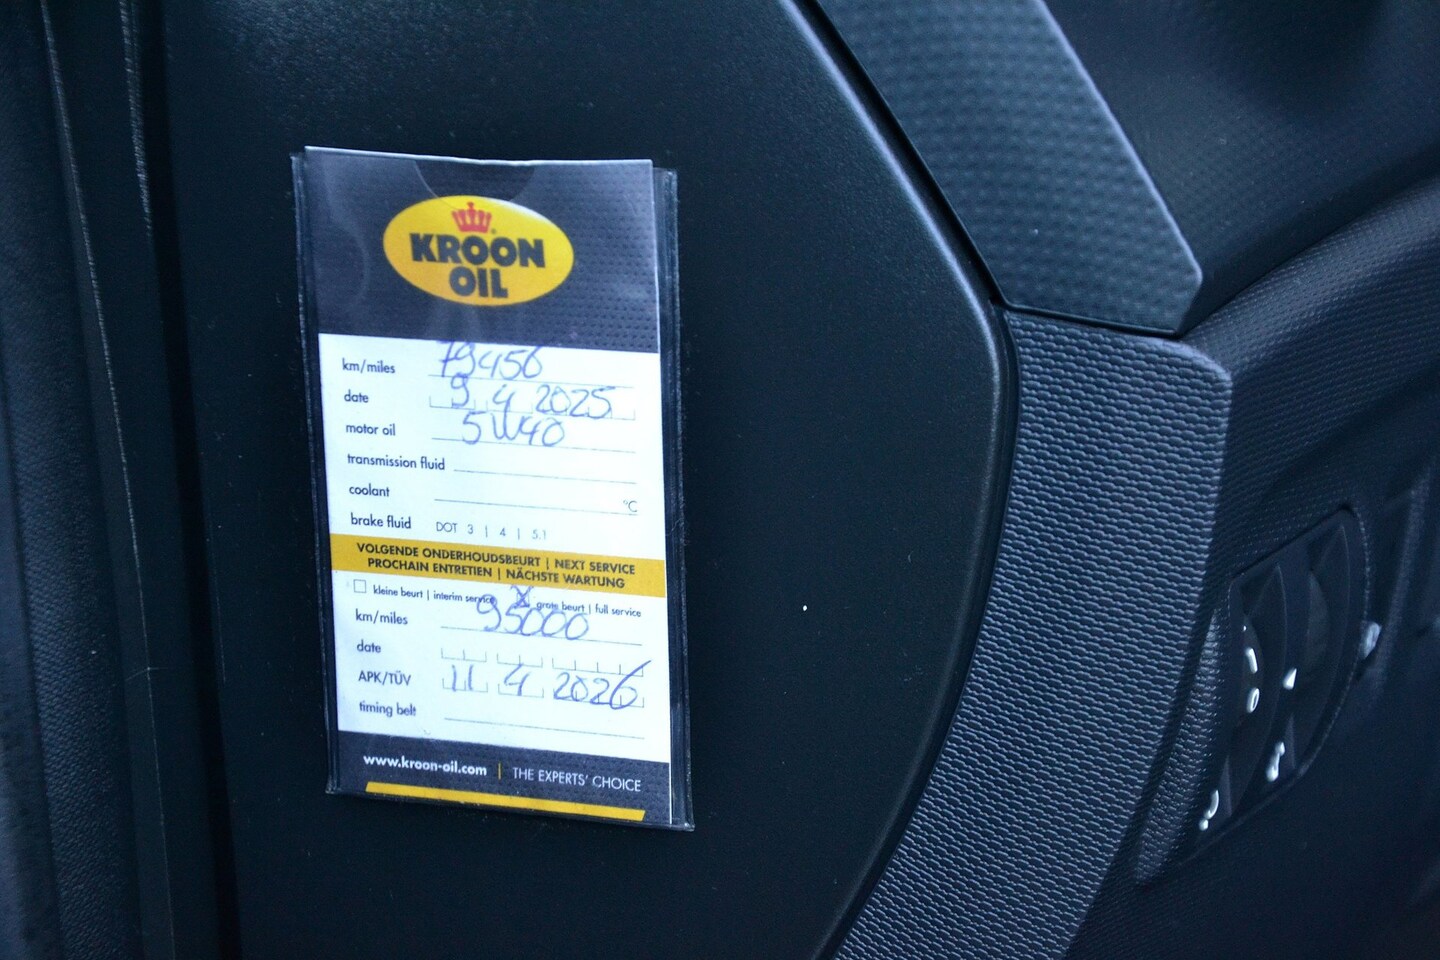 KROON
OIL
km/miles 79456
date 9 4 2025
motor oil 5W40
transmission fluid
coolant °C
brake fluid DOT 3 | 4 | 5.1
VOLGENDE ONDERHOUDSBEURT | NEXT SERVICE
PROCHAIN ENTRETIEN | NÄCHSTE WARTUNG
kleine beurt | interim service X grote beurt | full service
km/miles 95000
date
APK/TÜV 11 4 2026
timing belt
www.kroon-oil.com | THE EXPERTS' CHOICE